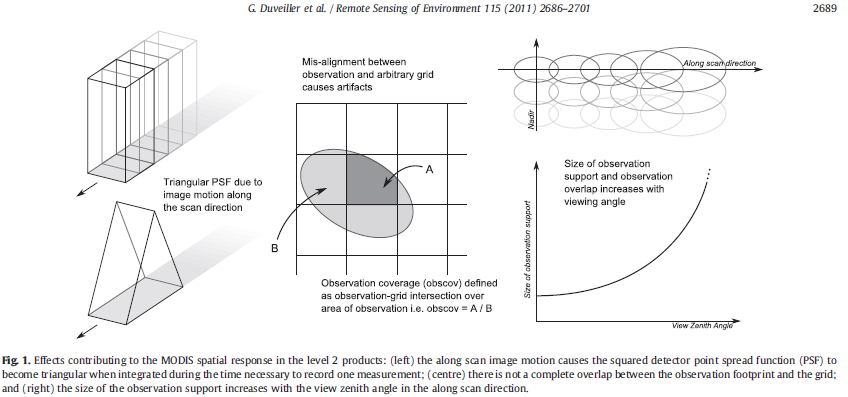 G. Duveiller et al. / Remote Sensing of Environment 115 (2011) 2686–2701
2689
Triangular PSF due to
image motion along
the scan direction
Mis-alignment between
observation and arbitrary grid
causes artifacts
A
B
Observation coverage (obscov) defined
as observation-grid intersection over
area of observation i.e. obscov = A / B
Along scan direction
Nadir
Size of observation
support and observation
overlap increases with
viewing angle
Size of observation support
View Zenith Angle
Fig. 1. Effects contributing to the MODIS spatial response in the level 2 products: (left) the along scan image motion causes the squared detector point spread function (PSF) to
become triangular when integrated during the time necessary to record one measurement; (centre) there is not a complete overlap between the observation footprint and the grid;
and (right) the size of the observation support increases with the view zenith angle in the along scan direction.